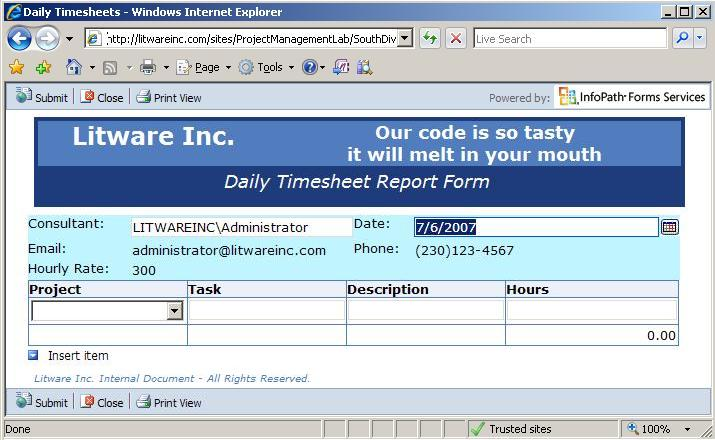 Daily Timesheets - Windows Internet Explorer
http://litwareinc.com/sites/ProjectManagementLab/SouthDiv
Live Search
Page Tools
Submit Close Print View Powered by: InfoPath Forms Services
Litware Inc.
Our code is so tasty
it will melt in your mouth
Daily Timesheet Report Form
Consultant: LITWAREINC\Administrator Date: 7/6/2007
Email: administrator@litwareinc.com Phone: (230)123-4567
Hourly Rate: 300
Project Task Description Hours
0.00
Insert item
Litware Inc. Internal Document - All Rights Reserved.
Submit Close Print View
Done Trusted sites 100%